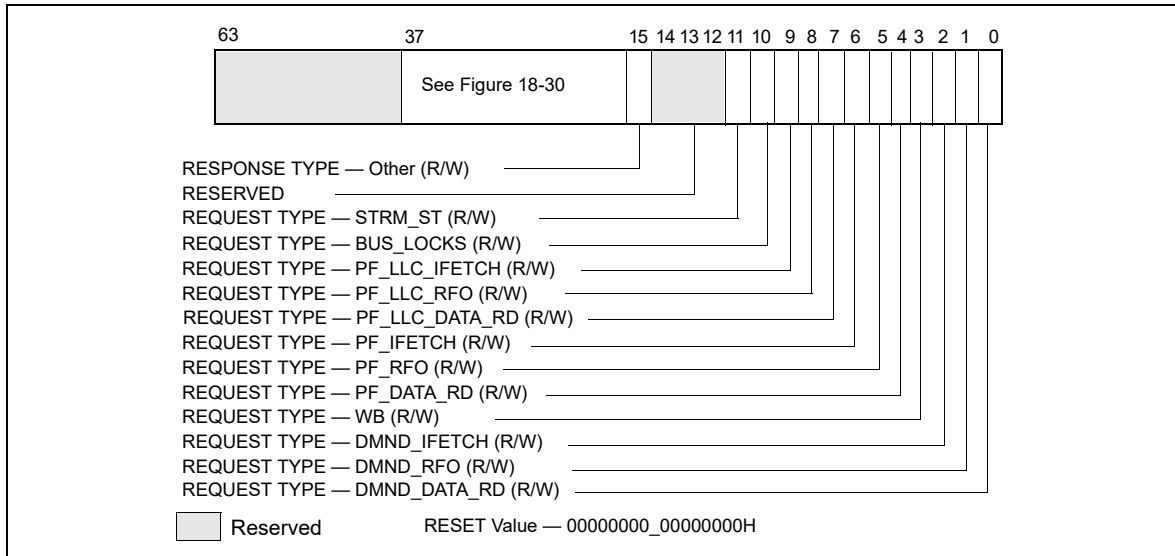 63 37 15 14 13 12 11 10 9 8 7 6 5 4 3 2 1 0
See Figure 18-30
RESPONSE TYPE — Other (R/W)
RESERVED
REQUEST TYPE — STRM_ST (R/W)
REQUEST TYPE — BUS_LOCKS (R/W)
REQUEST TYPE — PF_LLC_IFETCH (R/W)
REQUEST TYPE — PF_LLC_RFO (R/W)
REQUEST TYPE — PF_LLC_DATA_RD (R/W)
REQUEST TYPE — PF_IFETCH (R/W)
REQUEST TYPE — PF_RFO (R/W)
REQUEST TYPE — PF_DATA_RD (R/W)
REQUEST TYPE — WB (R/W)
REQUEST TYPE — DMND_IFETCH (R/W)
REQUEST TYPE — DMND_RFO (R/W)
REQUEST TYPE — DMND_DATA_RD (R/W)
Reserved RESET Value — 00000000_00000000H